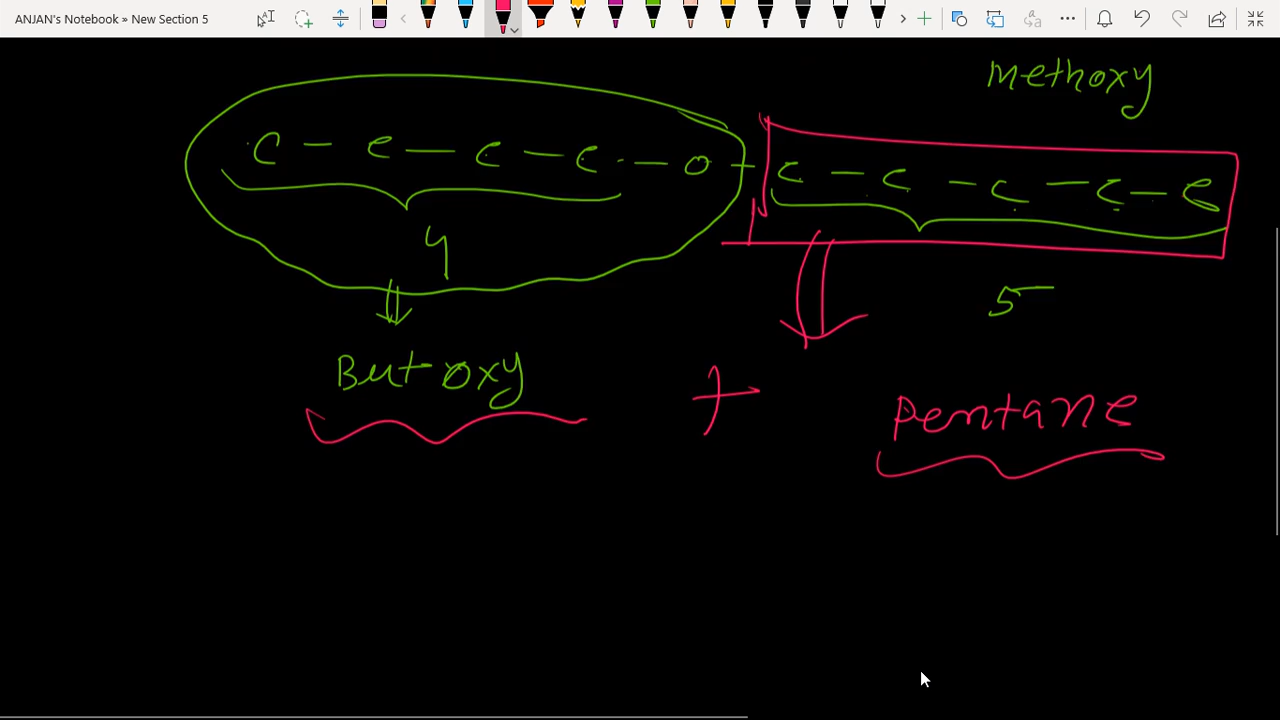 ANJAN's Notebook » New Section 5
Methoxy
C — C — C — C — O — C — C — C — C — C
4
5
Butoxy + Pentane